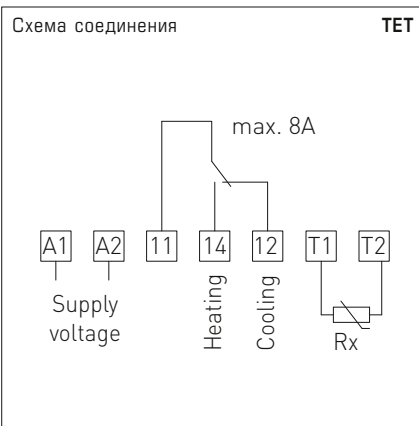 Схема соединения TET
max. 8A
A1 A2 11 14 12 T1 T2
Supply
voltage
Heating
Cooling
Rx